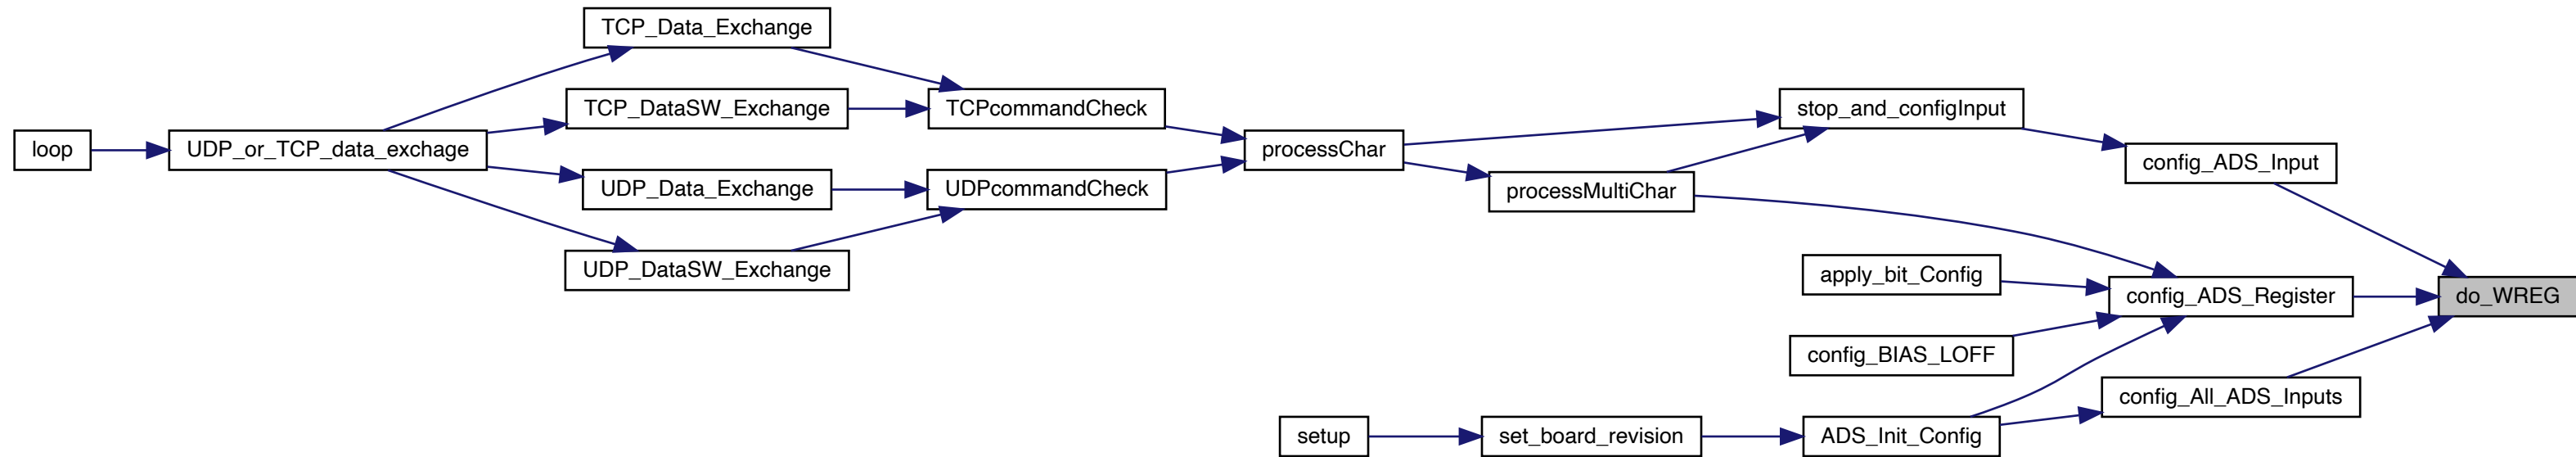 TCP_Data_Exchange
TCP_DataSW_Exchange
TCPcommandCheck
stop_and_configInput
loop
UDP_or_TCP_data_exchage
processChar
config_ADS_Input
UDP_Data_Exchange
UDPcommandCheck
processMultiChar
UDP_DataSW_Exchange
apply_bit_Config
config_ADS_Register
do_WREG
config_BIAS_LOFF
config_All_ADS_Inputs
setup
set_board_revision
ADS_Init_Config